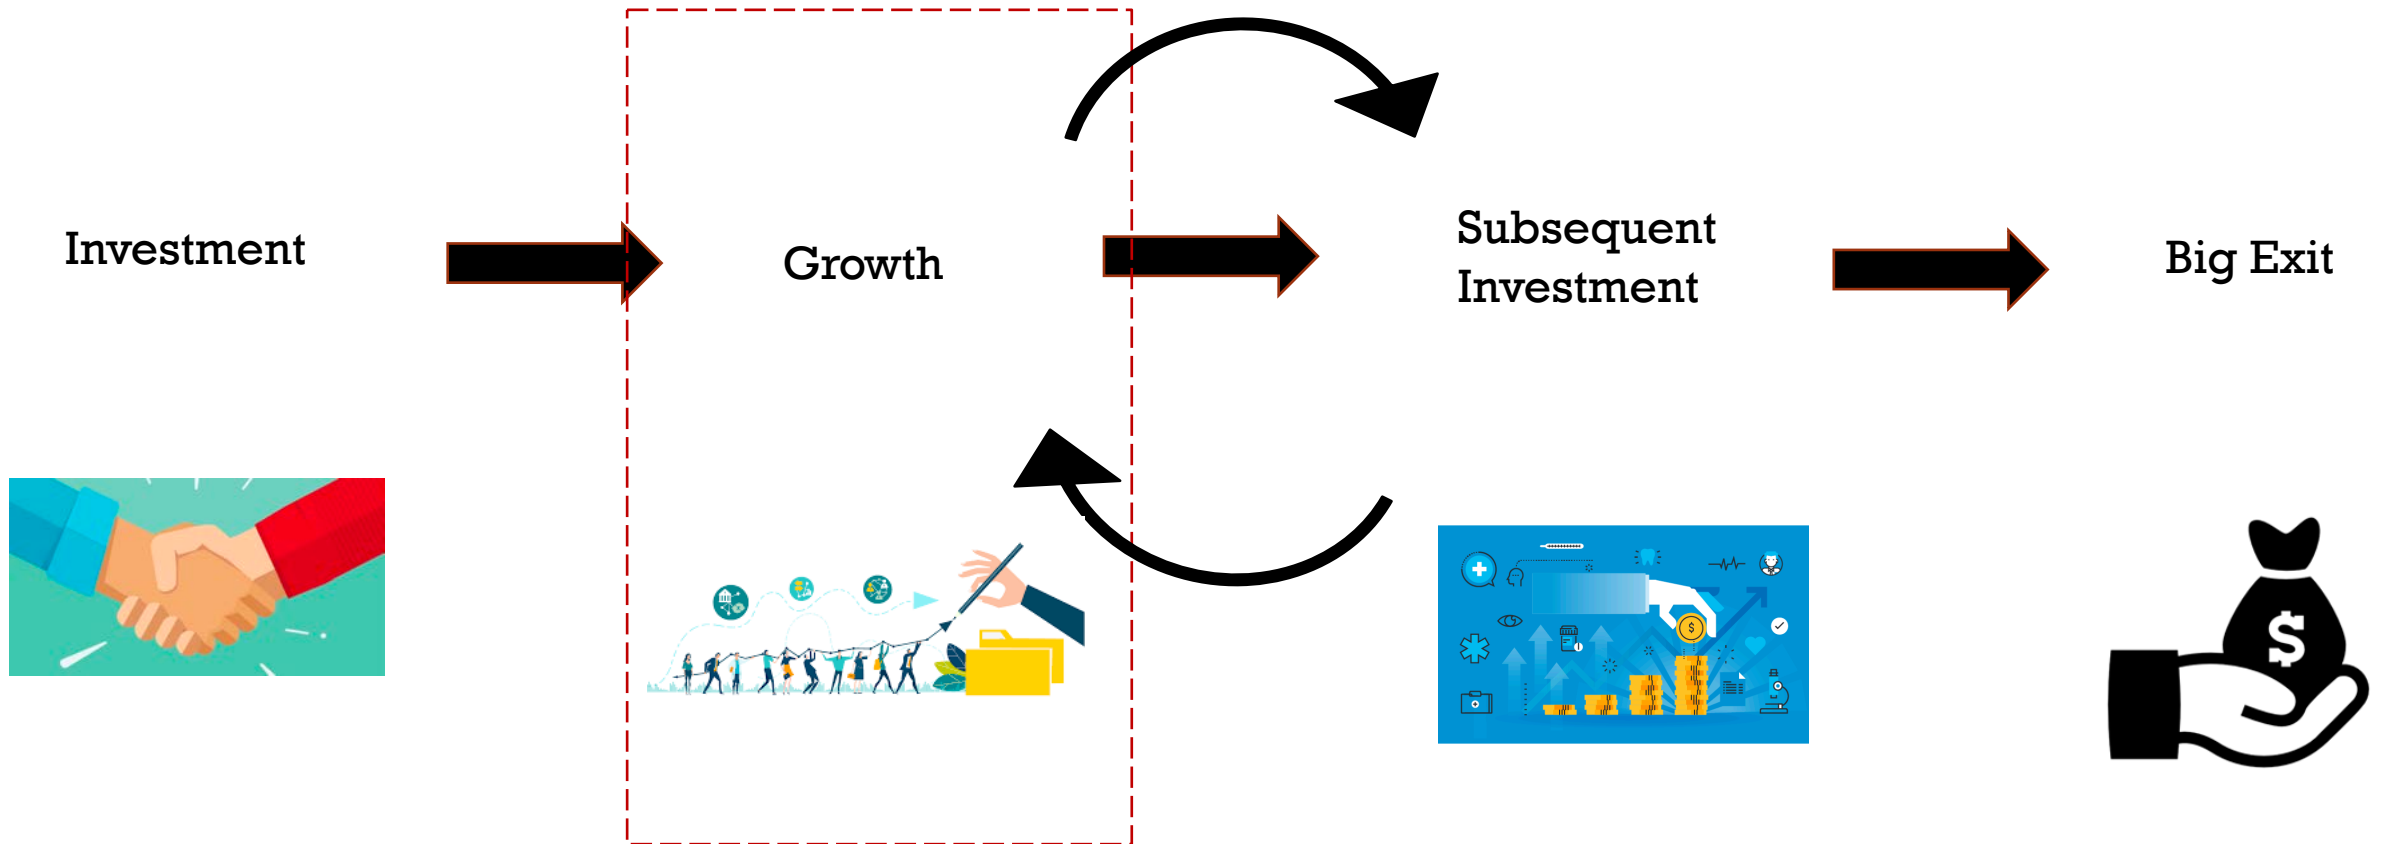 Investment
Growth
Subsequent
Investment
Big Exit
$
$